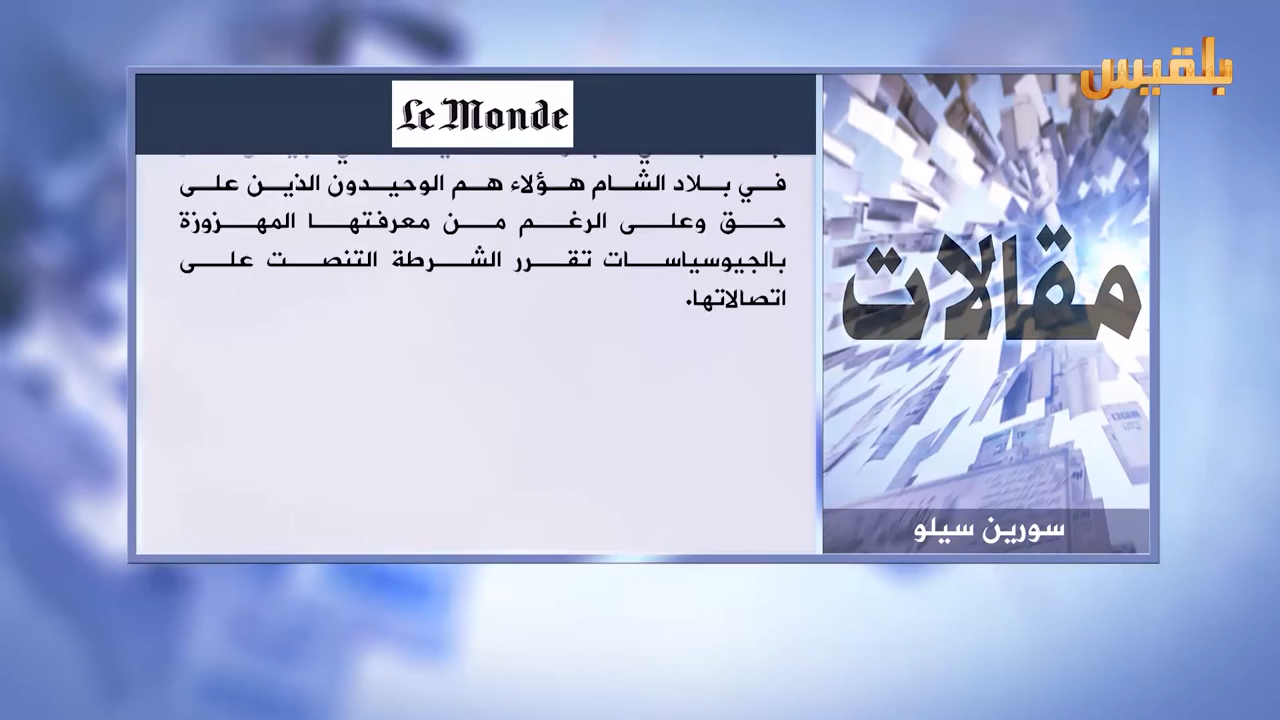 بلقيس
Le Monde
في بلاد الشام هؤلاء هم الوحيدون الذين على
حق وعلى الرغم من معرفتها المهزوزة
بالجيوسياسات تقرر الشرطة التنصت على
اتصالاتها.
مقالات
سورين سيلو